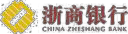 浙商银行
CHINA ZHESHANG BANK